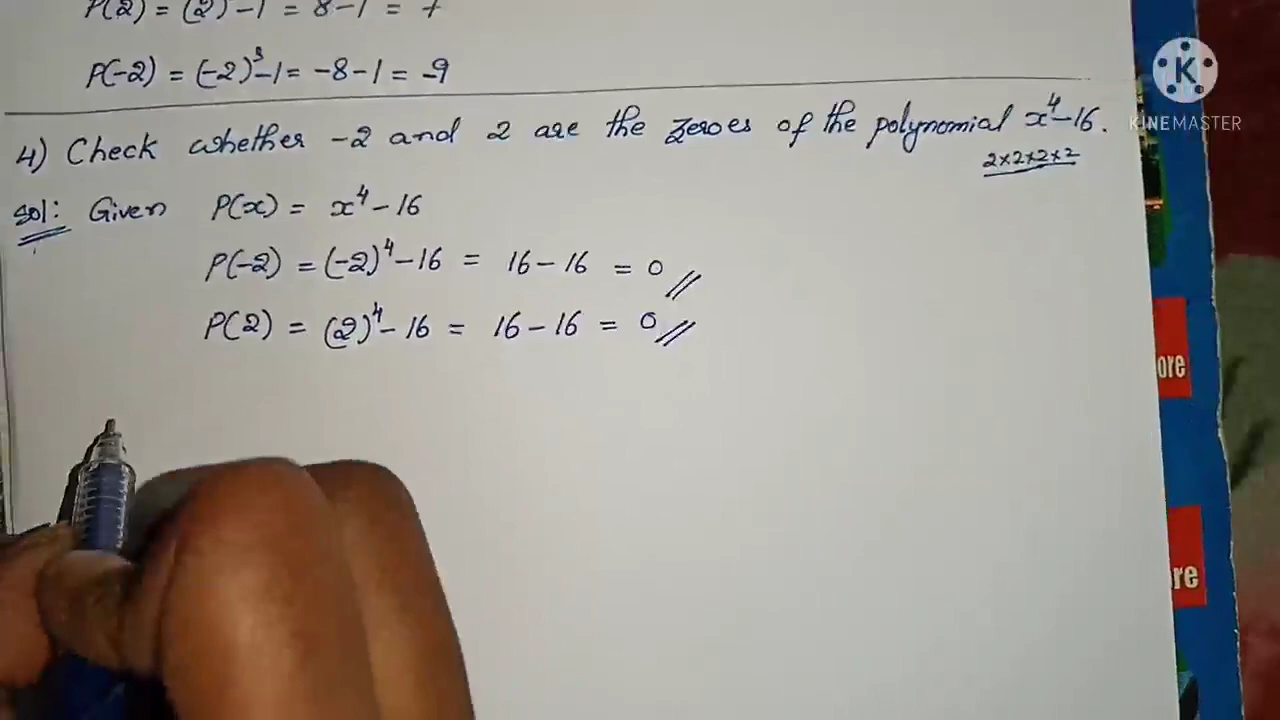 P(2) = (2) - 1 = 8 - 1 = 7
P(-2) = (-2)³ - 1 = -8 - 1 = -9
4) Check whether -2 and 2 are the zeroes of the polynomial x⁴ - 16.
2×2×2×2
Sol: Given P(x) = x⁴ - 16
P(-2) = (-2)⁴ - 16 = 16 - 16 = 0 //
P(2) = (2)⁴ - 16 = 16 - 16 = 0 //
K
KINEMASTER
ore
re